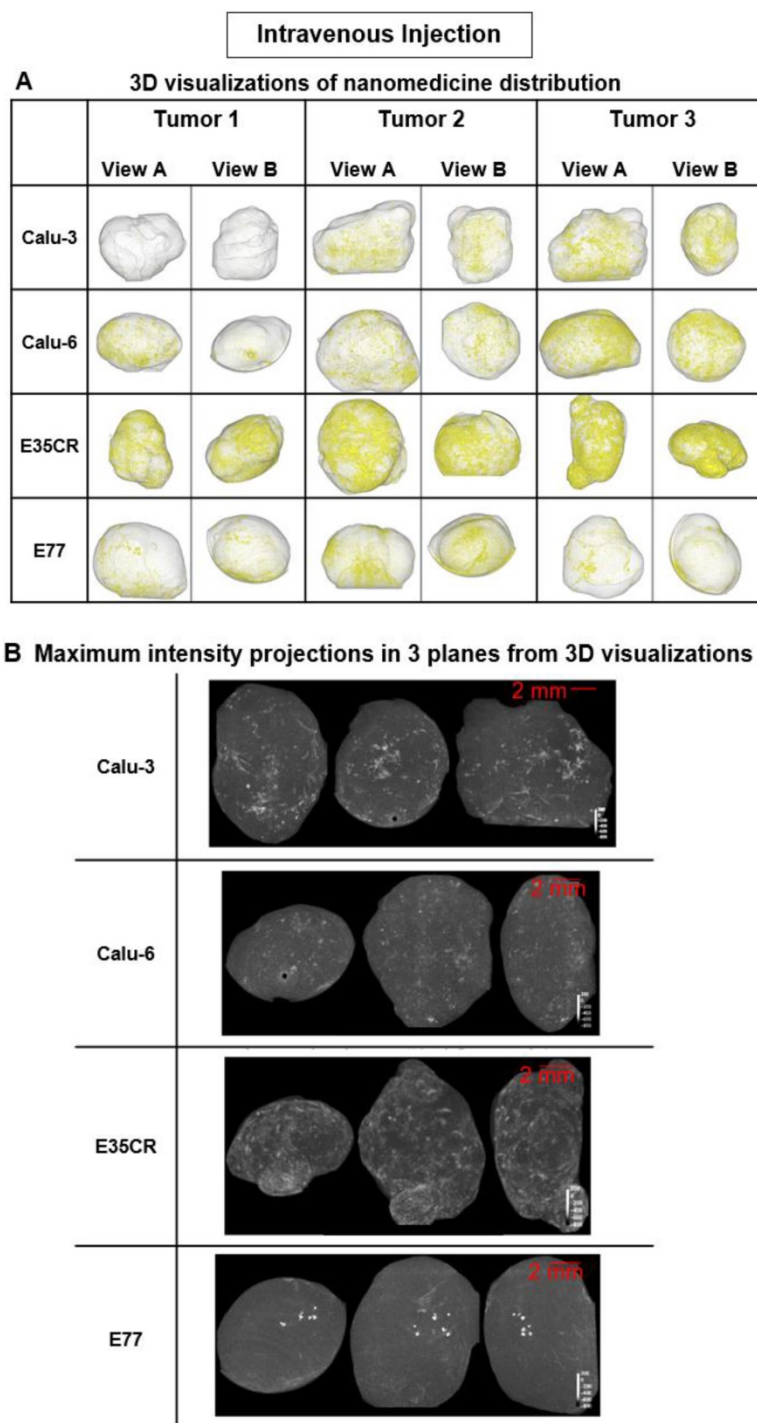 Intravenous Injection
A 3D visualizations of nanomedicine distribution
Tumor 1 Tumor 2 Tumor 3
View A View B View A View B View A View B
Calu-3
Calu-6
E35CR
E77
B Maximum intensity projections in 3 planes from 3D visualizations
2 mm
Calu-3
2 mm
Calu-6
2 mm
E35CR
2 mm
E77